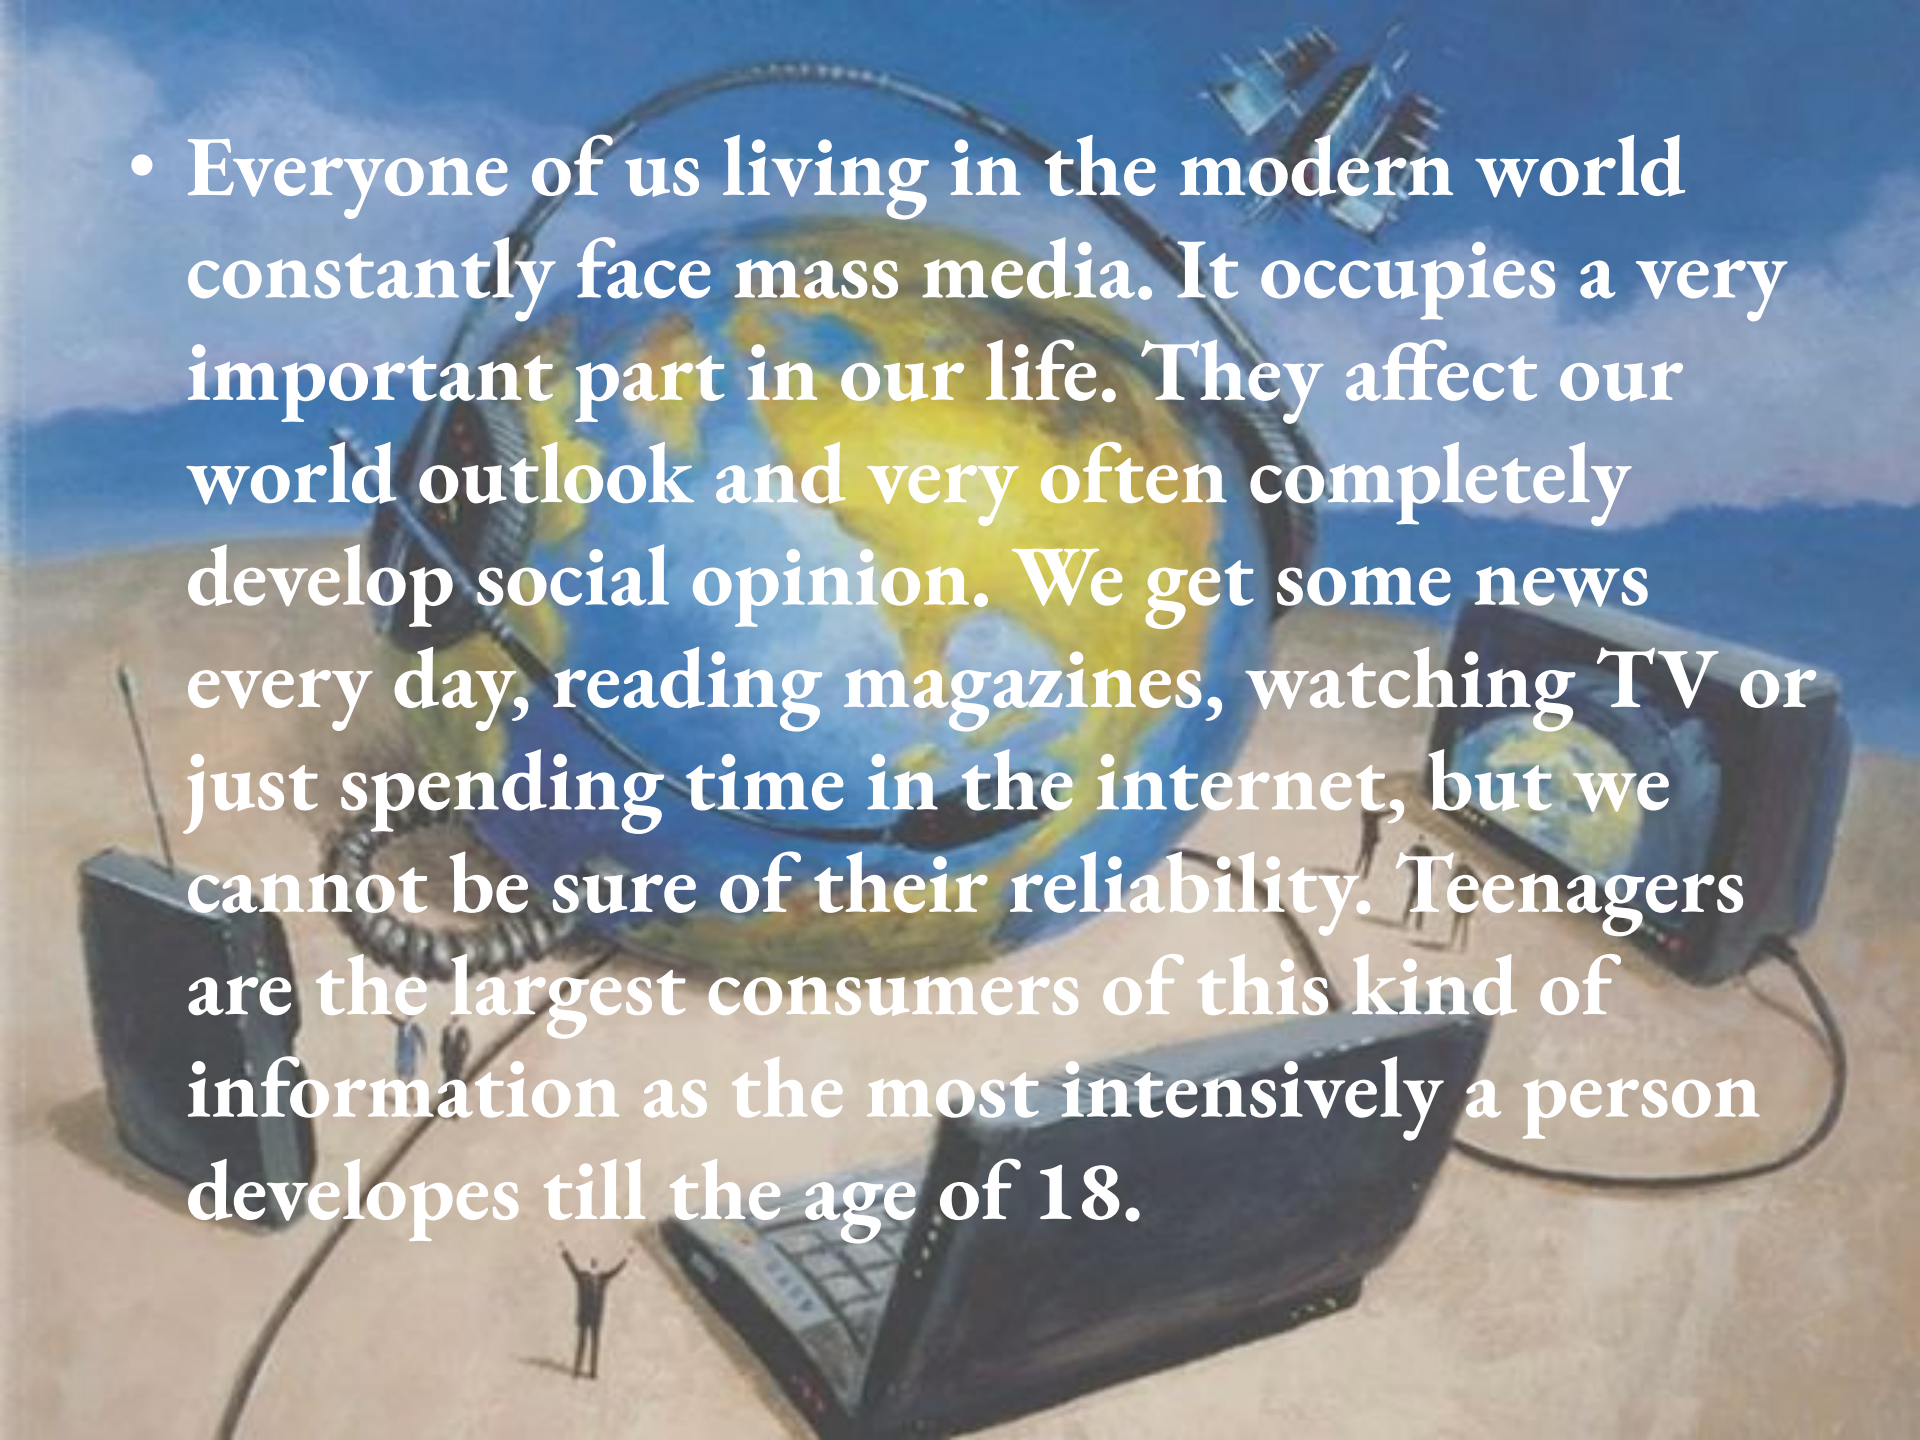 • Everyone of us living in the modern world
constantly face mass media. It occupies a very
important part in our life. They affect our
world outlook and very often completely
develop social opinion. We get some news
every day, reading magazines, watching TV or
just spending time in the internet, but we
cannot be sure of their reliability. Teenagers
are the largest consumers of this kind of
information as the most intensively a person
developes till the age of 18.